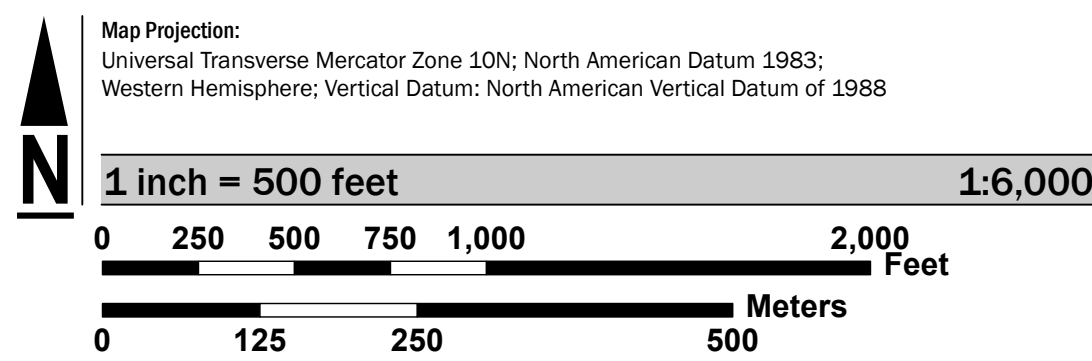 Map Projection:
Universal Transverse Mercator Zone 10N; North American Datum 1983;
Western Hemisphere; Vertical Datum: North American Vertical Datum of 1988
N
1 inch = 500 feet 1:6,000
0 250 500 750 1,000 2,000
Feet
Meters
0 125 250 500